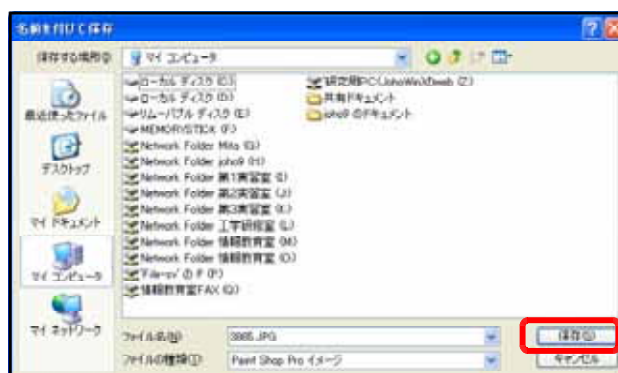 名前を付けて保存
保存する場所(I): マイ コンピュータ
最近使ったファイル
デスクトップ
マイ ドキュメント
マイ コンピュータ
マイ ネットワーク
ローカル ディスク (C:)
ローカル ディスク (D:)
リムーバブル ディスク (E:)
MEMORYSTICK (F:)
Network Folder Mito (G:)
Network Folder joho9 (H:)
Network Folder 第1実習室 (I:)
Network Folder 第2実習室 (J:)
Network Folder 第3実習室 (K:)
Network Folder 工学研修室 (L:)
Network Folder 情報教育室 (M:)
Network Folder 情報教育室 (O:)
情報教育室FAX (Q:)
共有ドキュメント
joho9 のドキュメント
ファイル名(N): 3985.JPG
保存(S)
ファイルの種類(T): Paint Shop Pro イメージ
キャンセル